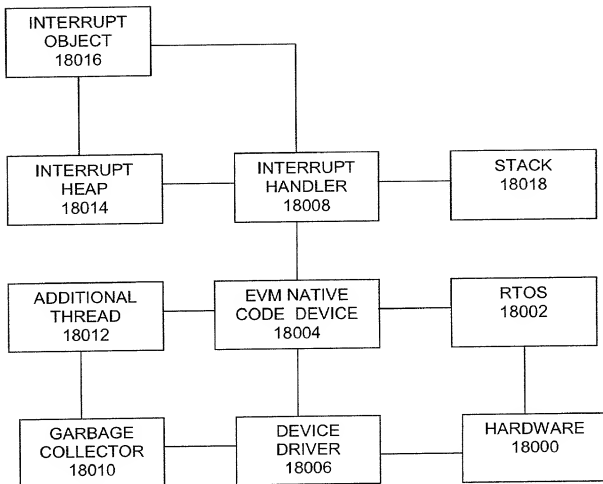 INTERRUPT
OBJECT
18016
INTERRUPT
HEAP
18014
INTERRUPT
HANDLER
18008
STACK
18018
ADDITIONAL
THREAD
18012
EVM NATIVE
CODE DEVICE
18004
RTOS
18002
GARBAGE
COLLECTOR
18010
DEVICE
DRIVER
18006
HARDWARE
18000